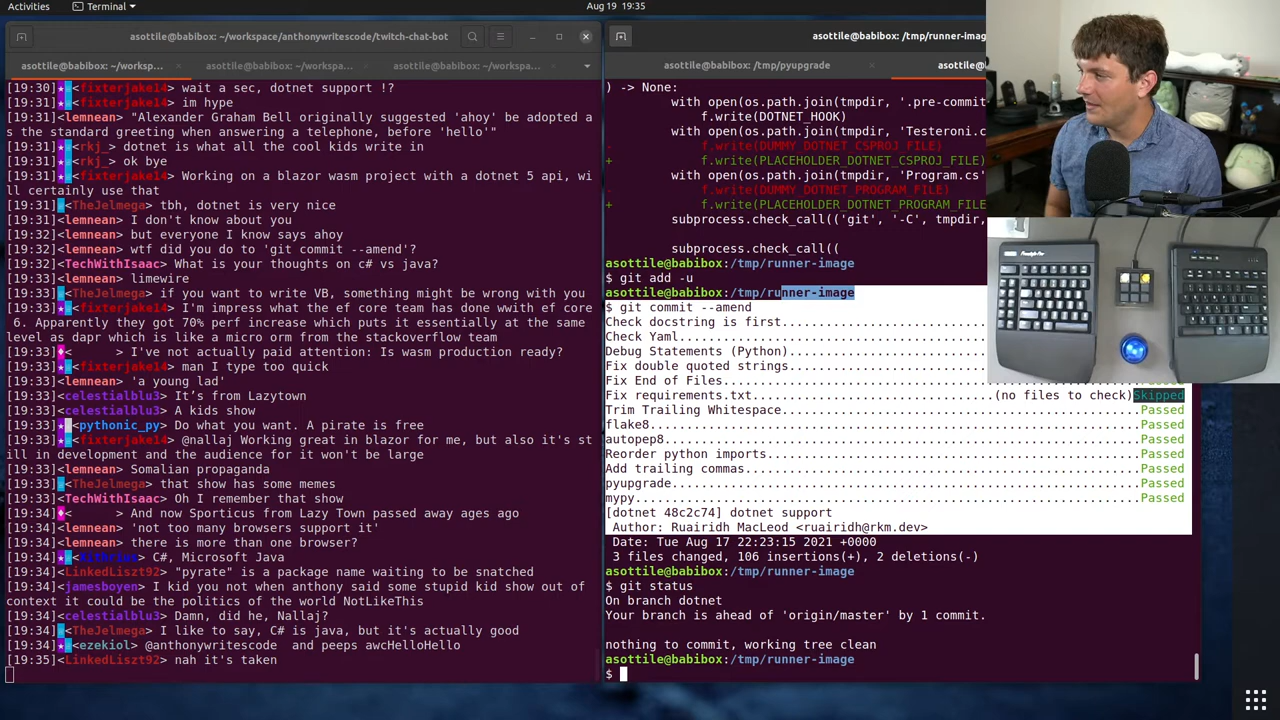 Activities
Terminal
Aug 19 19:35
asottile@babibox: ~/workspace/anthonywritescode/twitch-chat-bot
asottile@babibox: ~/worksp...
asottile@babibox: ~/workspa...
asottile@babibox: ~/workspa...
[19:30] <fixterjake14> wait a sec, dotnet support !?
[19:31] <fixterjake14> im hype
[19:31] <lemnean> "Alexander Graham Bell originally suggested 'ahoy' be adopted a
s the standard greeting when answering a telephone, before 'hello'"
[19:31] <rkj_> dotnet is what all the cool kids write in
[19:31] <rkj_> ok bye
[19:31] <fixterjake14> Working on a blazor wasm project with a dotnet 5 api, wi
ll certainly use that
[19:31] <TheJelmega> tbh, dotnet is very nice
[19:31] <lemnean> I don't know about you
[19:31] <lemnean> but everyone I know says ahoy
[19:32] <lemnean> wtf did you do to 'git commit --amend'?
[19:32] <TechWithIsaac> What is your thoughts on c# vs java?
[19:32] <lemnean> limewire
[19:33] <TheJelmega> if you want to write VB, something might be wrong with you
[19:33] <fixterjake14> I'm impress what the ef core team has done wwith ef core
6. Apparently they got 70% perf increase which puts it essentially at the same
level as dapr which is like a micro orm from the stackoverflow team
[19:33] < > I've not actually paid attention: Is wasm production ready?
[19:33] <fixterjake14> man I type too quick
[19:33] <lemnean> 'a young lad'
[19:33] <celestialblu3> It's from Lazytown
[19:33] <celestialblu3> A kids show
[19:33] <pythonic_py> Do what you want. A pirate is free
[19:33] <fixterjake14> @nallaj Working great in blazor for me, but also it's st
ill in development and the audience for it won't be large
[19:33] <lemnean> Somalian propaganda
[19:33] <TheJelmega> that show has some memes
[19:33] <TechWithIsaac> Oh I remember that show
[19:34] < > And now Sporticus from Lazy Town passed away ages ago
[19:34] <lemnean> 'not too many browsers support it'
[19:34] <lemnean> there is more than one browser?
[19:34] C#, Microsoft Java
[19:34] <LinkedLiszt92> "pyrate" is a package name waiting to be snatched
[19:34] <jamesboyen> I kid you not when anthony said some stupid kid show out of
context it could be the politics of the world NotLikeThis
[19:34] <celestialblu3> Damn, did he, Nallaj?
[19:34] <TheJelmega> I like to say, C# is java, but it's actually good
[19:34] <ezekiol> @anthonywritescode and peeps awcHelloHello
[19:35] <LinkedLiszt92> nah it's taken
asottile@babibox: /tmp/runner-imag
asottile@babibox: /tmp/pyupgrade
asottile@
) -> None:
with open(os.path.join(tmpdir, '.pre-commit
f.write(DOTNET_HOOK)
with open(os.path.join(tmpdir, 'Testeroni.c
- f.write(DUMMY_DOTNET_CSPROJ_FILE)
+ f.write(PLACEHOLDER_DOTNET_CSPROJ_FILE)
with open(os.path.join(tmpdir, 'Program.cs'
- f.write(DUMMY_DOTNET_PROGRAM_FILE)
+ f.write(PLACEHOLDER_DOTNET_PROGRAM_FILE
subprocess.check_call(('git', '-C', tmpdir,
subprocess.check_call((
asottile@babibox:/tmp/runner-image
$ git add -u
asottile@babibox:/tmp/runner-image
$ git commit --amend
Check docstring is first
Check Yaml
Debug Statements (Python)
Fix double quoted strings
Fix End of Files
Fix requirements.txt (no files to check)Skipped
Trim Trailing Whitespace Passed
flake8 Passed
autopep8 Passed
Reorder python imports Passed
Add trailing commas Passed
pyupgrade Passed
mypy Passed
[dotnet 48c2c74] dotnet support
Author: Ruairidh MacLeod <ruairidh@rkm.dev>
Date: Tue Aug 17 22:23:15 2021 +0000
3 files changed, 106 insertions(+), 2 deletions(-)
asottile@babibox:/tmp/runner-image
$ git status
On branch dotnet
Your branch is ahead of 'origin/master' by 1 commit.
nothing to commit, working tree clean
asottile@babibox:/tmp/runner-image
$